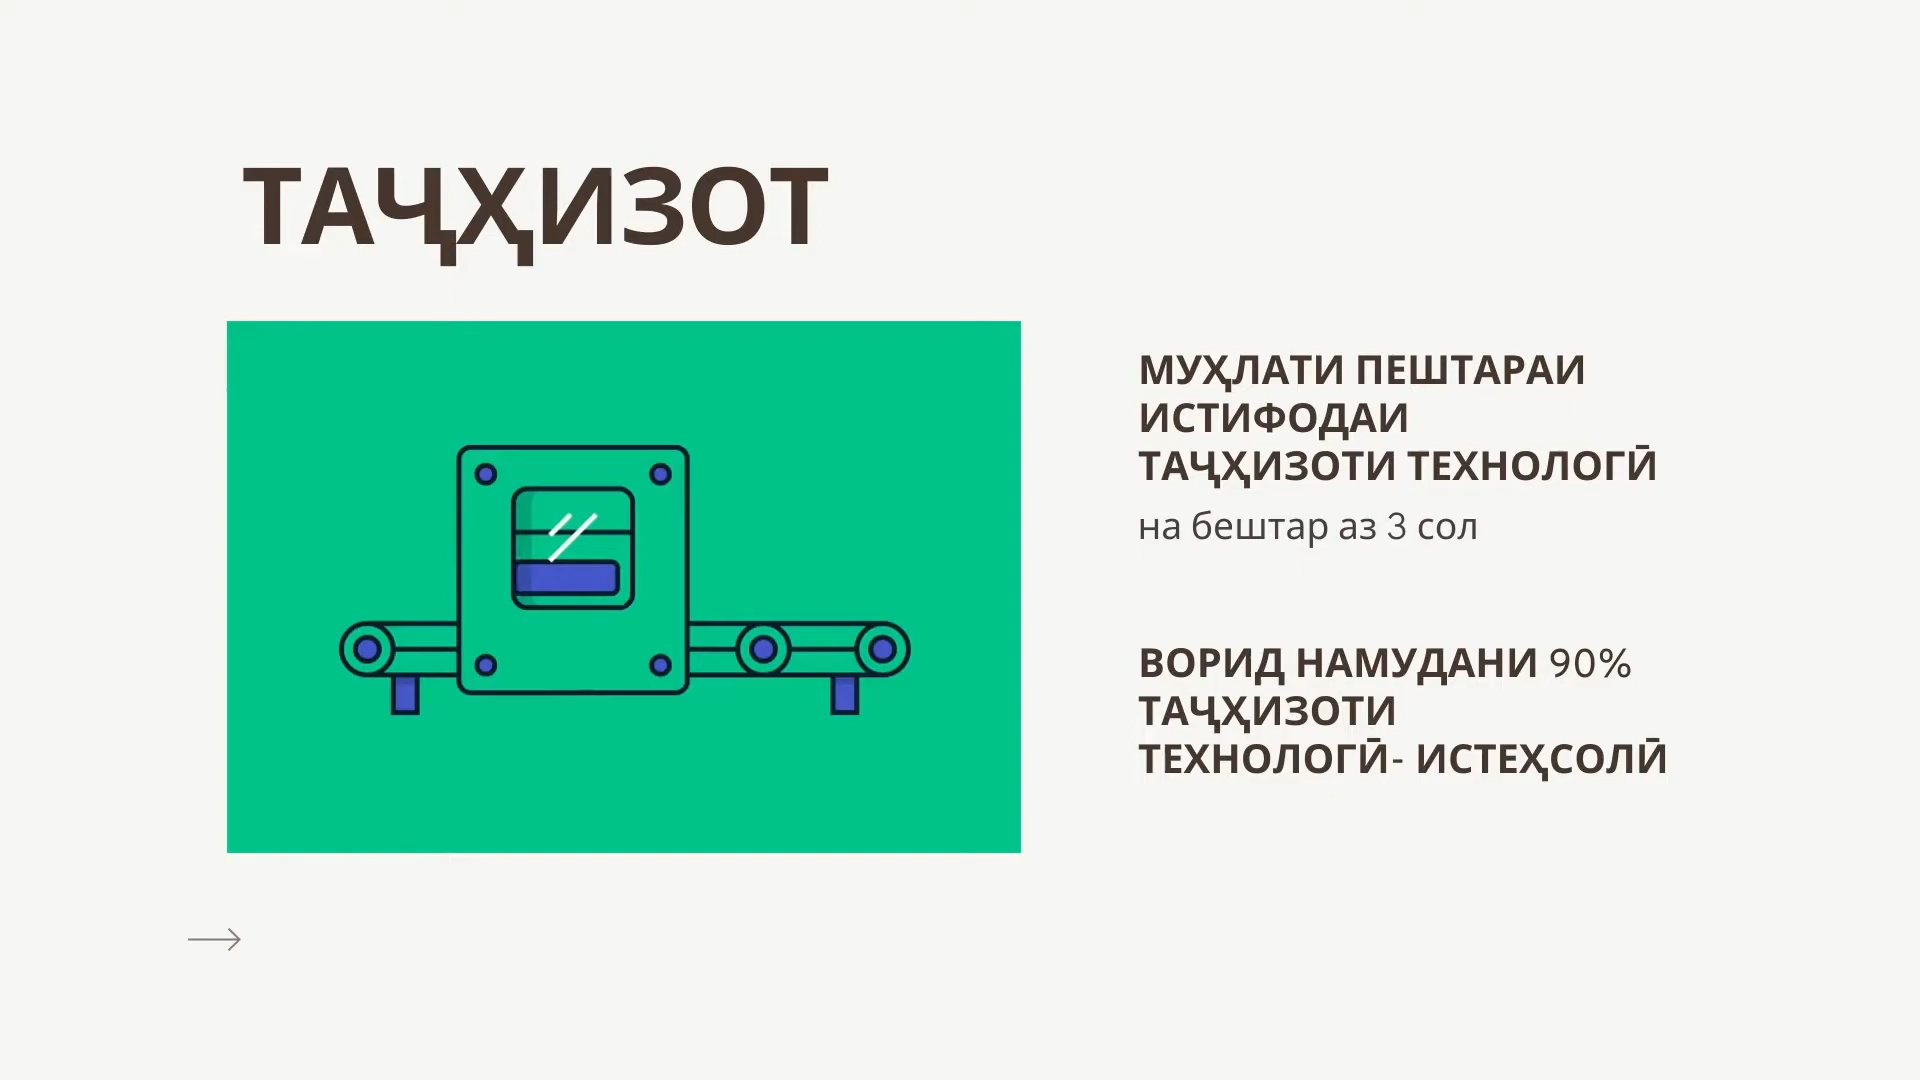 ТАҶҲИЗОТ
МУҲЛАТИ ПЕШТАРАИ
ИСТИФОДАИ
ТАҶҲИЗОТИ ТЕХНОЛОГӢ
на бештар аз 3 сол
ВОРИД НАМУДАНИ 90%
ТАҶҲИЗОТИ
ТЕХНОЛОГӢ- ИСТЕҲСОЛӢ